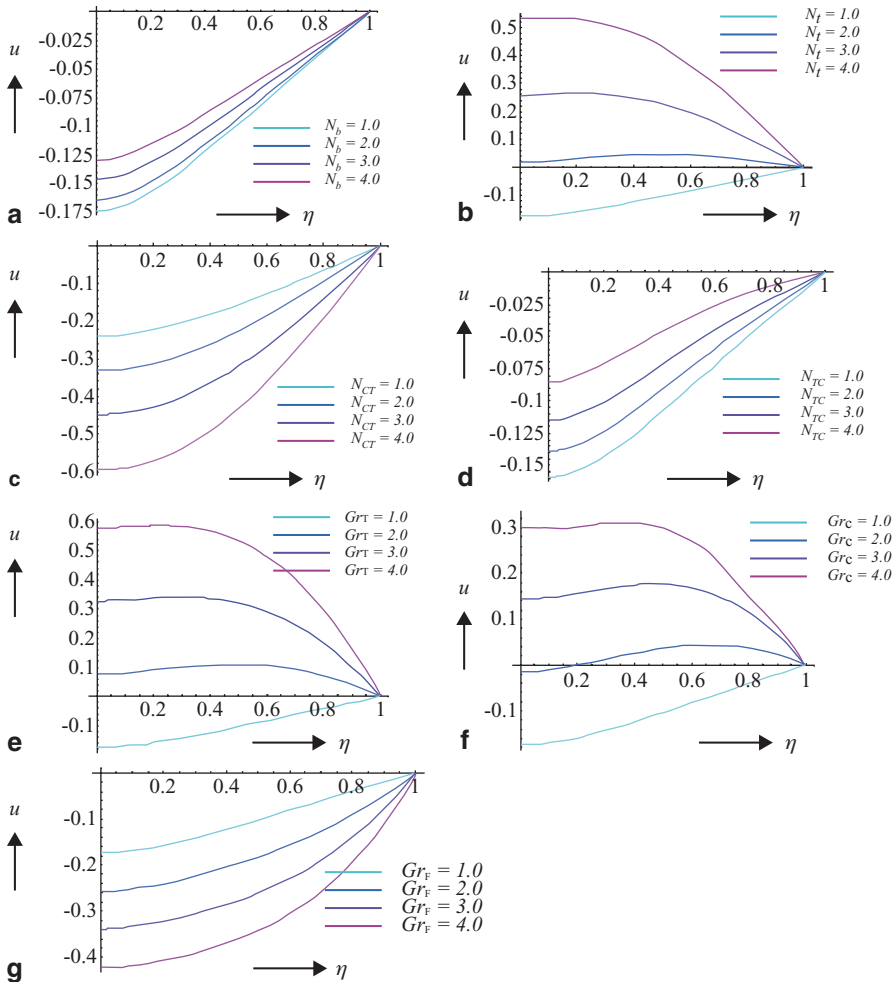 u
0.2 0.4 0.6 0.8 1
-0.025
-0.05
-0.075
-0.1
-0.125
-0.15
-0.175
N_b = 1.0
N_b = 2.0
N_b = 3.0
N_b = 4.0
η
a
u
0.5
0.4
0.3
0.2
0.1
-0.1
0.2 0.4 0.6 0.8 1
N_t = 1.0
N_t = 2.0
N_t = 3.0
N_t = 4.0
η
b
u
0.2 0.4 0.6 0.8 1
-0.1
-0.2
-0.3
-0.4
-0.5
-0.6
N_CT = 1.0
N_CT = 2.0
N_CT = 3.0
N_CT = 4.0
η
c
u
0.2 0.4 0.6 0.8 1
-0.025
-0.05
-0.075
-0.1
-0.125
-0.15
N_TC = 1.0
N_TC = 2.0
N_TC = 3.0
N_TC = 4.0
η
d
u
0.6
0.5
0.4
0.3
0.2
0.1
-0.1
0.2 0.4 0.6 0.8 1
Gr_T = 1.0
Gr_T = 2.0
Gr_T = 3.0
Gr_T = 4.0
η
e
u
0.3
0.2
0.1
-0.1
0.2 0.4 0.6 0.8 1
Gr_c = 1.0
Gr_c = 2.0
Gr_c = 3.0
Gr_c = 4.0
η
f
u
0.2 0.4 0.6 0.8 1
-0.1
-0.2
-0.3
-0.4
Gr_F = 1.0
Gr_F = 2.0
Gr_F = 3.0
Gr_F = 4.0
η
g